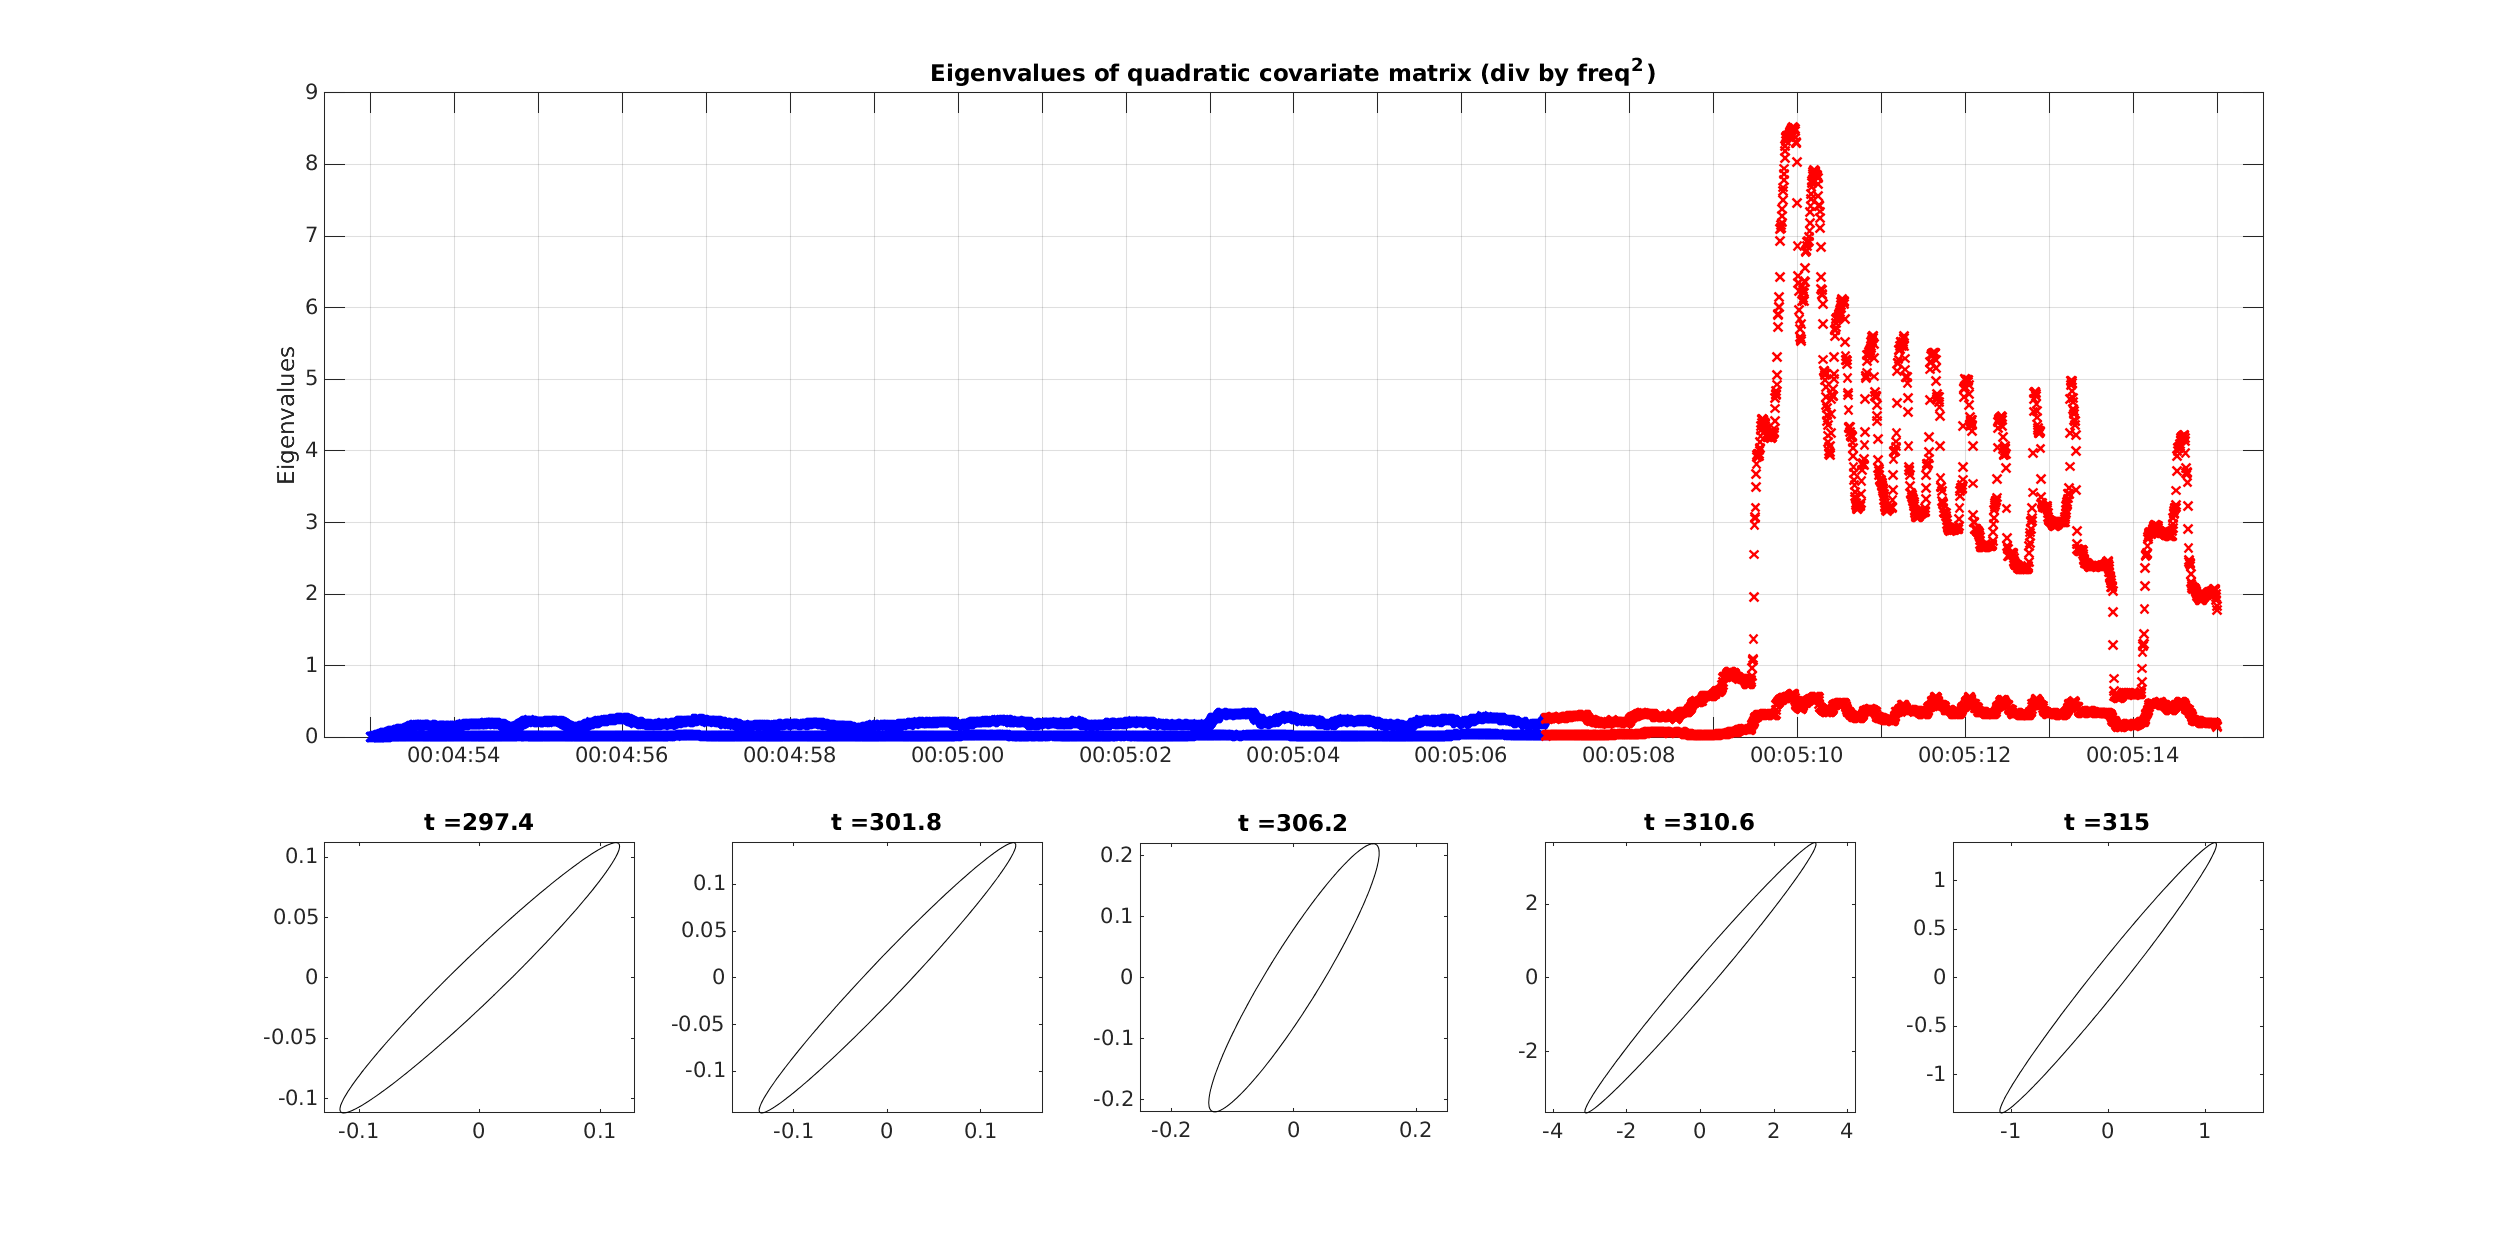 Eigenvalues of quadratic covariate matrix (div by freq²)
Eigenvalues
9
8
7
6
5
4
3
2
1
0
00:04:54 00:04:56 00:04:58 00:05:00 00:05:02 00:05:04 00:05:06 00:05:08 00:05:10 00:05:12 00:05:14
t =297.4
0.1
0.05
0
-0.05
-0.1
-0.1 0 0.1
t =301.8
0.1
0.05
0
-0.05
-0.1
-0.1 0 0.1
t =306.2
0.2
0.1
0
-0.1
-0.2
-0.2 0 0.2
t =310.6
2
0
-2
-4 -2 0 2 4
t =315
1
0.5
0
-0.5
-1
-1 0 1